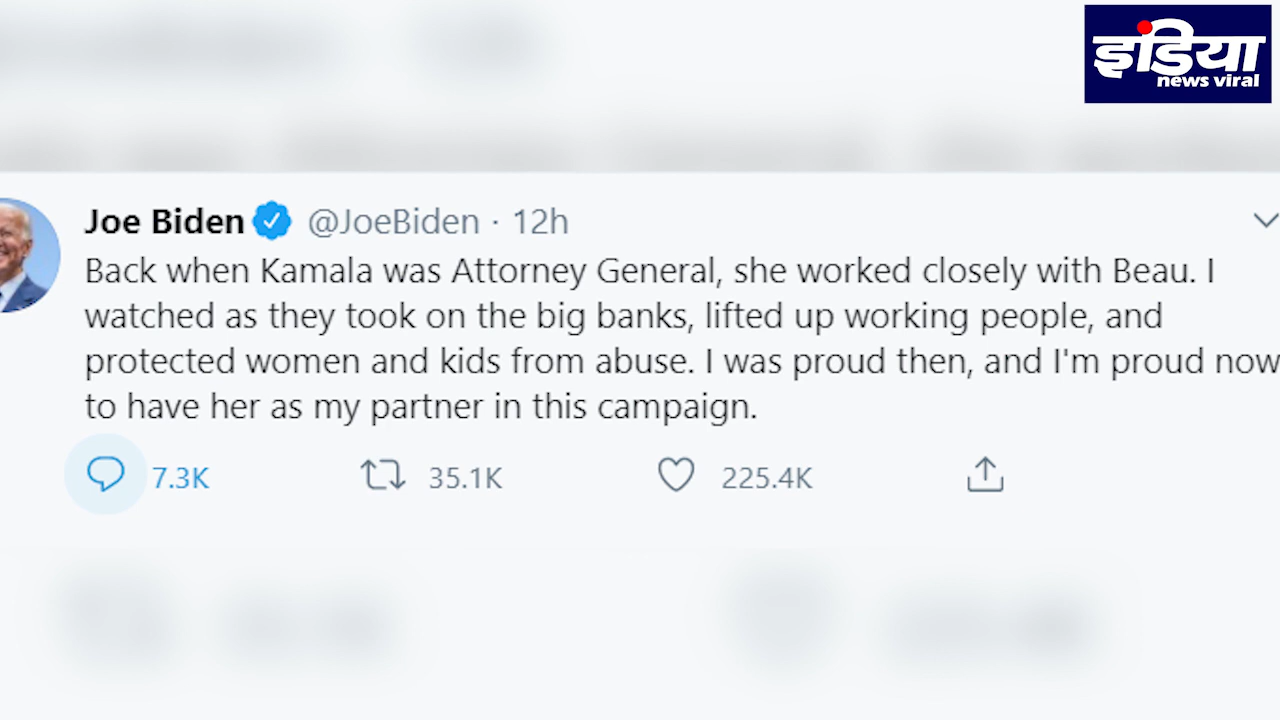 इंडिया
news viral
Joe Biden @JoeBiden · 12h
Back when Kamala was Attorney General, she worked closely with Beau. I
watched as they took on the big banks, lifted up working people, and
protected women and kids from abuse. I was proud then, and I'm proud now
to have her as my partner in this campaign.
7.3K 35.1K 225.4K